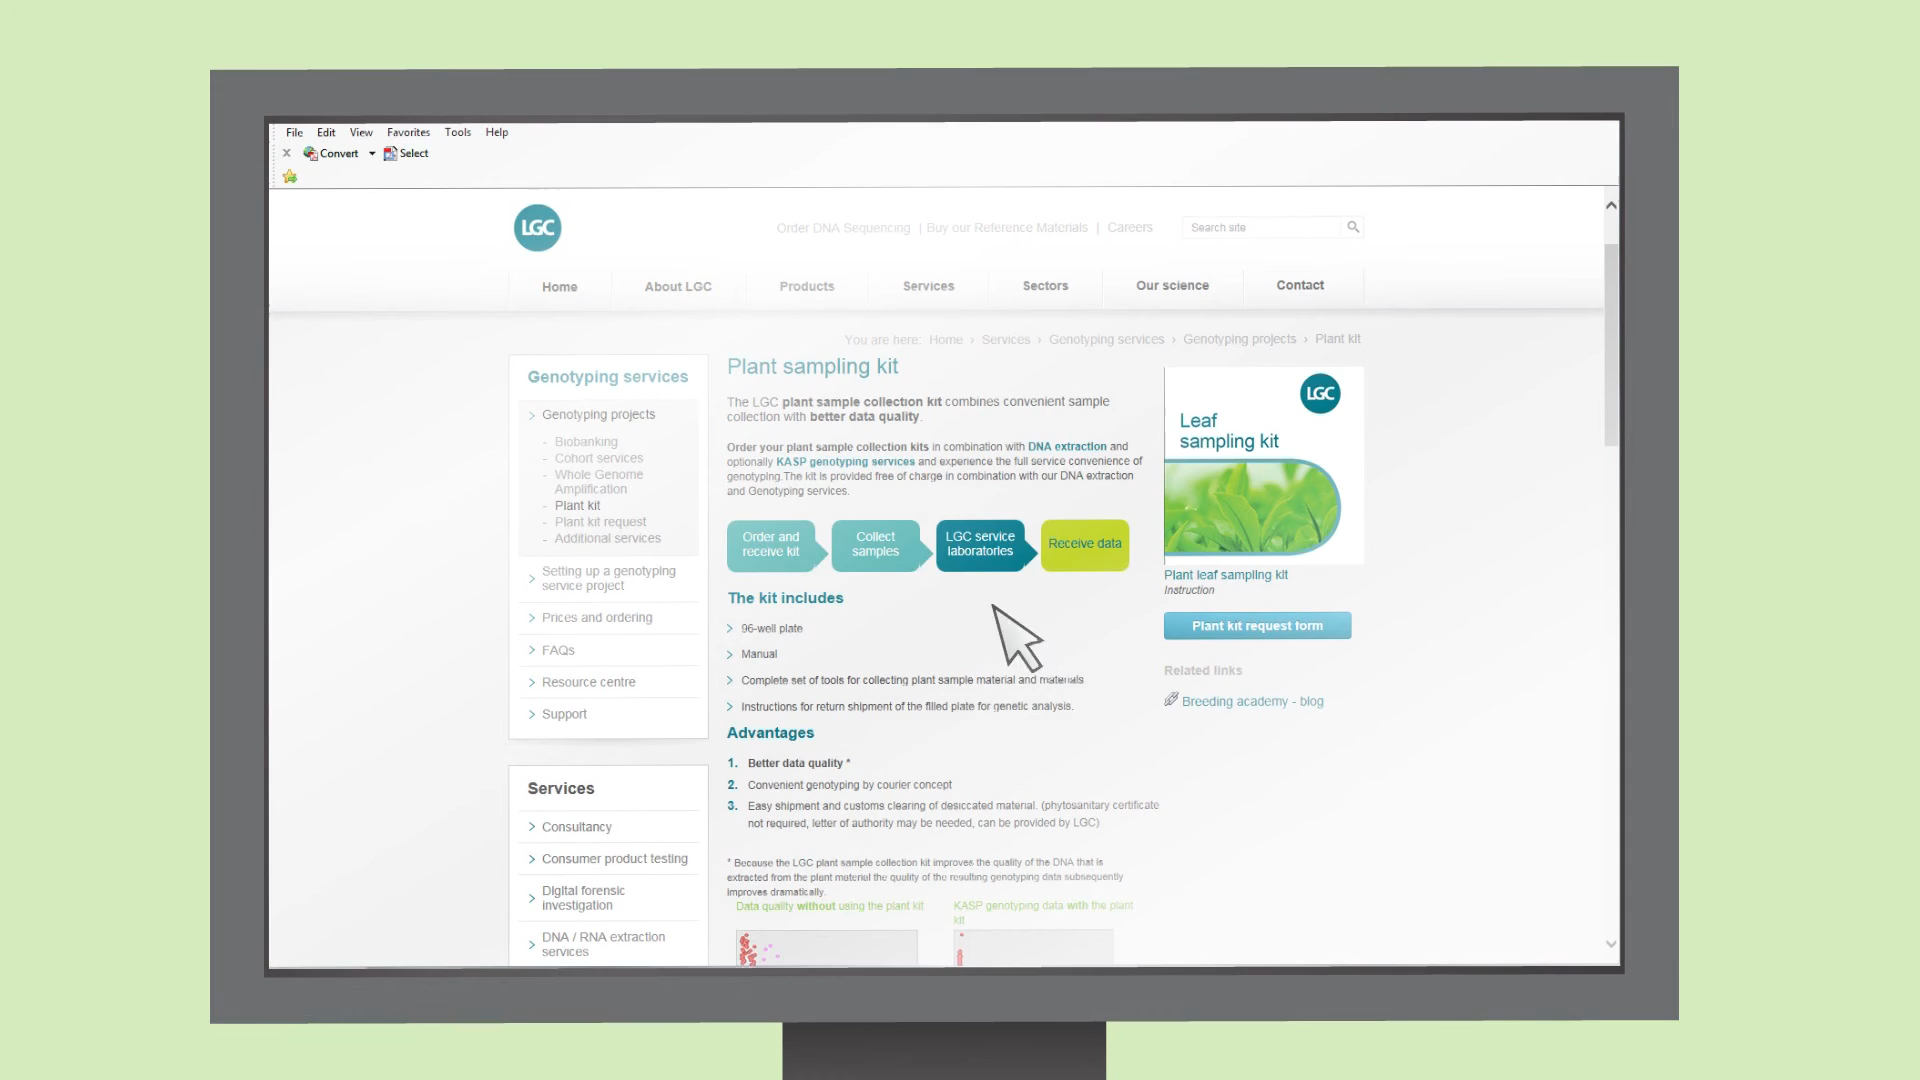 File Edit View Favorites Tools Help
Convert Select
LGC
Order DNA Sequencing | Buy our Reference Materials | Careers
Search site
Home About LGC Products Services Sectors Our science Contact
You are here: Home › Services › Genotyping services › Genotyping projects › Plant kit
Genotyping services
Genotyping projects
- Biobanking
- Cohort services
- Whole Genome
Amplification
- Plant kit
- Plant kit request
- Additional services
Setting up a genotyping
service project
Prices and ordering
FAQs
Resource centre
Support
Services
Consultancy
Consumer product testing
Digital forensic
investigation
DNA / RNA extraction
services
Plant sampling kit
The LGC plant sample collection kit combines convenient sample
collection with better data quality.
Order your plant sample collection kits in combination with DNA extraction and
optionally KASP genotyping services and experience the full service convenience of
genotyping.The kit is provided free of charge in combination with our DNA extraction
and Genotyping services.
Order and
receive kit
Collect
samples
LGC service
laboratories
Receive data
The kit includes
96-well plate
Manual
Complete set of tools for collecting plant sample material and materials
Instructions for return shipment of the filled plate for genetic analysis.
Advantages
1. Better data quality *
2. Convenient genotyping by courier concept
3. Easy shipment and customs clearing of desiccated material. (phytosanitary certificate
not required, letter of authority may be needed, can be provided by LGC)
* Because the LGC plant sample collection kit improves the quality of the DNA that is
extracted from the plant material the quality of the resulting genotyping data subsequently
improves dramatically.
Data quality without using the plant kit
KASP genotyping data with the plant
kit
LGC
Leaf
sampling kit
Plant leaf sampling kit
Instruction
Plant kit request form
Related links
Breeding academy - blog